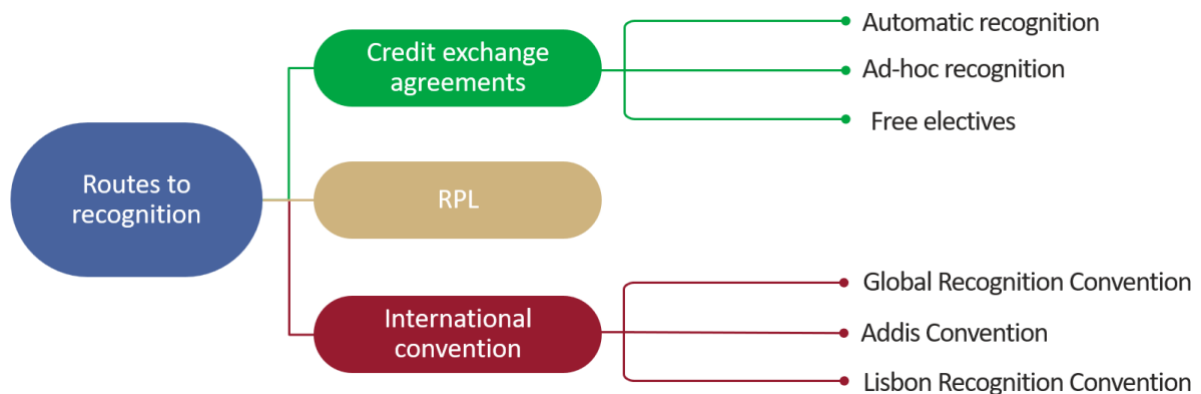 Routes to
recognition
Credit exchange
agreements
Automatic recognition
Ad-hoc recognition
Free electives
RPL
International
convention
Global Recognition Convention
Addis Convention
Lisbon Recognition Convention